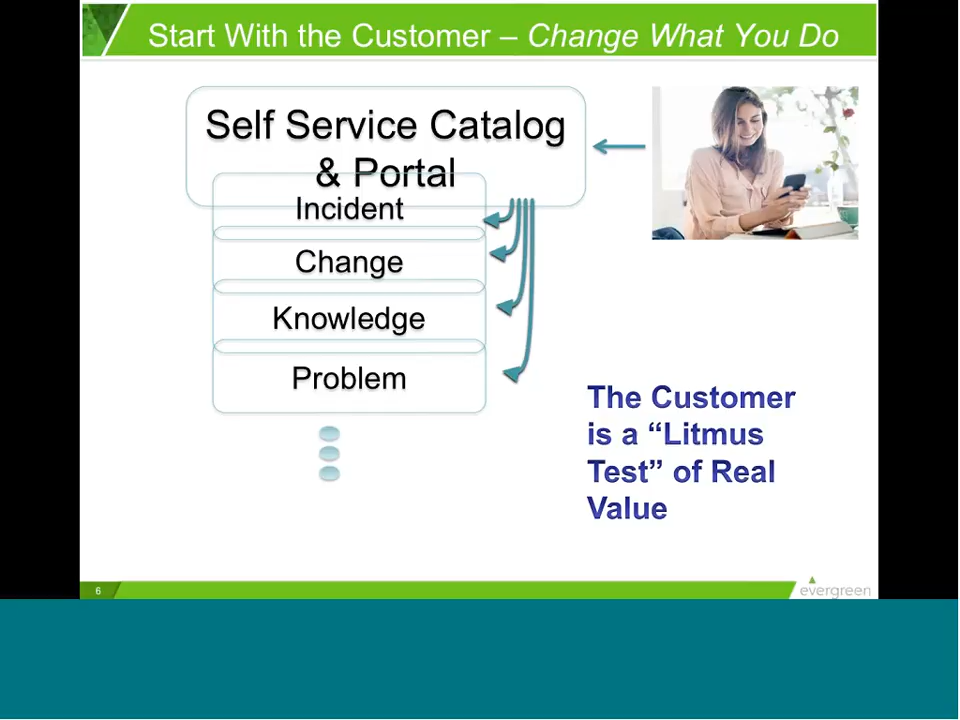 Start With the Customer – Change What You Do
Self Service Catalog
& Portal
Incident
Change
Knowledge
Problem
The Customer
is a “Litmus
Test” of Real
Value
6
evergreen